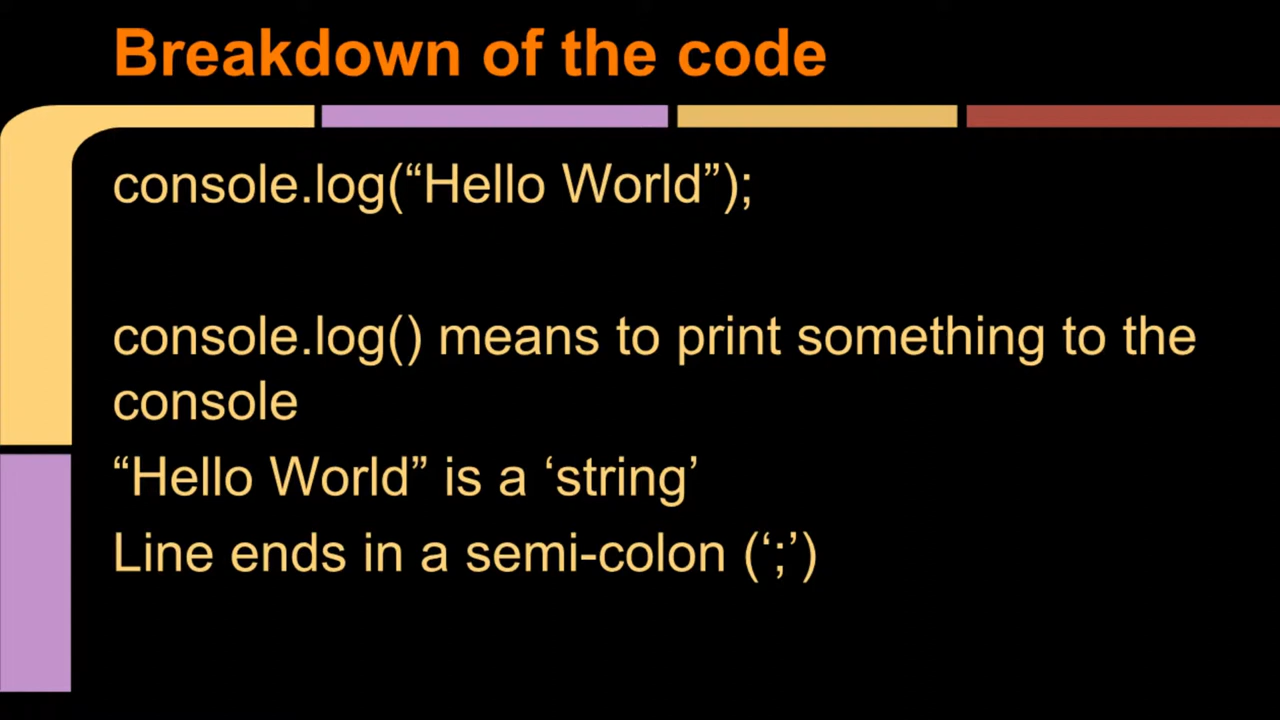 Breakdown of the code
console.log(“Hello World”);
console.log() means to print something to the
console
“Hello World” is a ‘string’
Line ends in a semi-colon (‘;’)